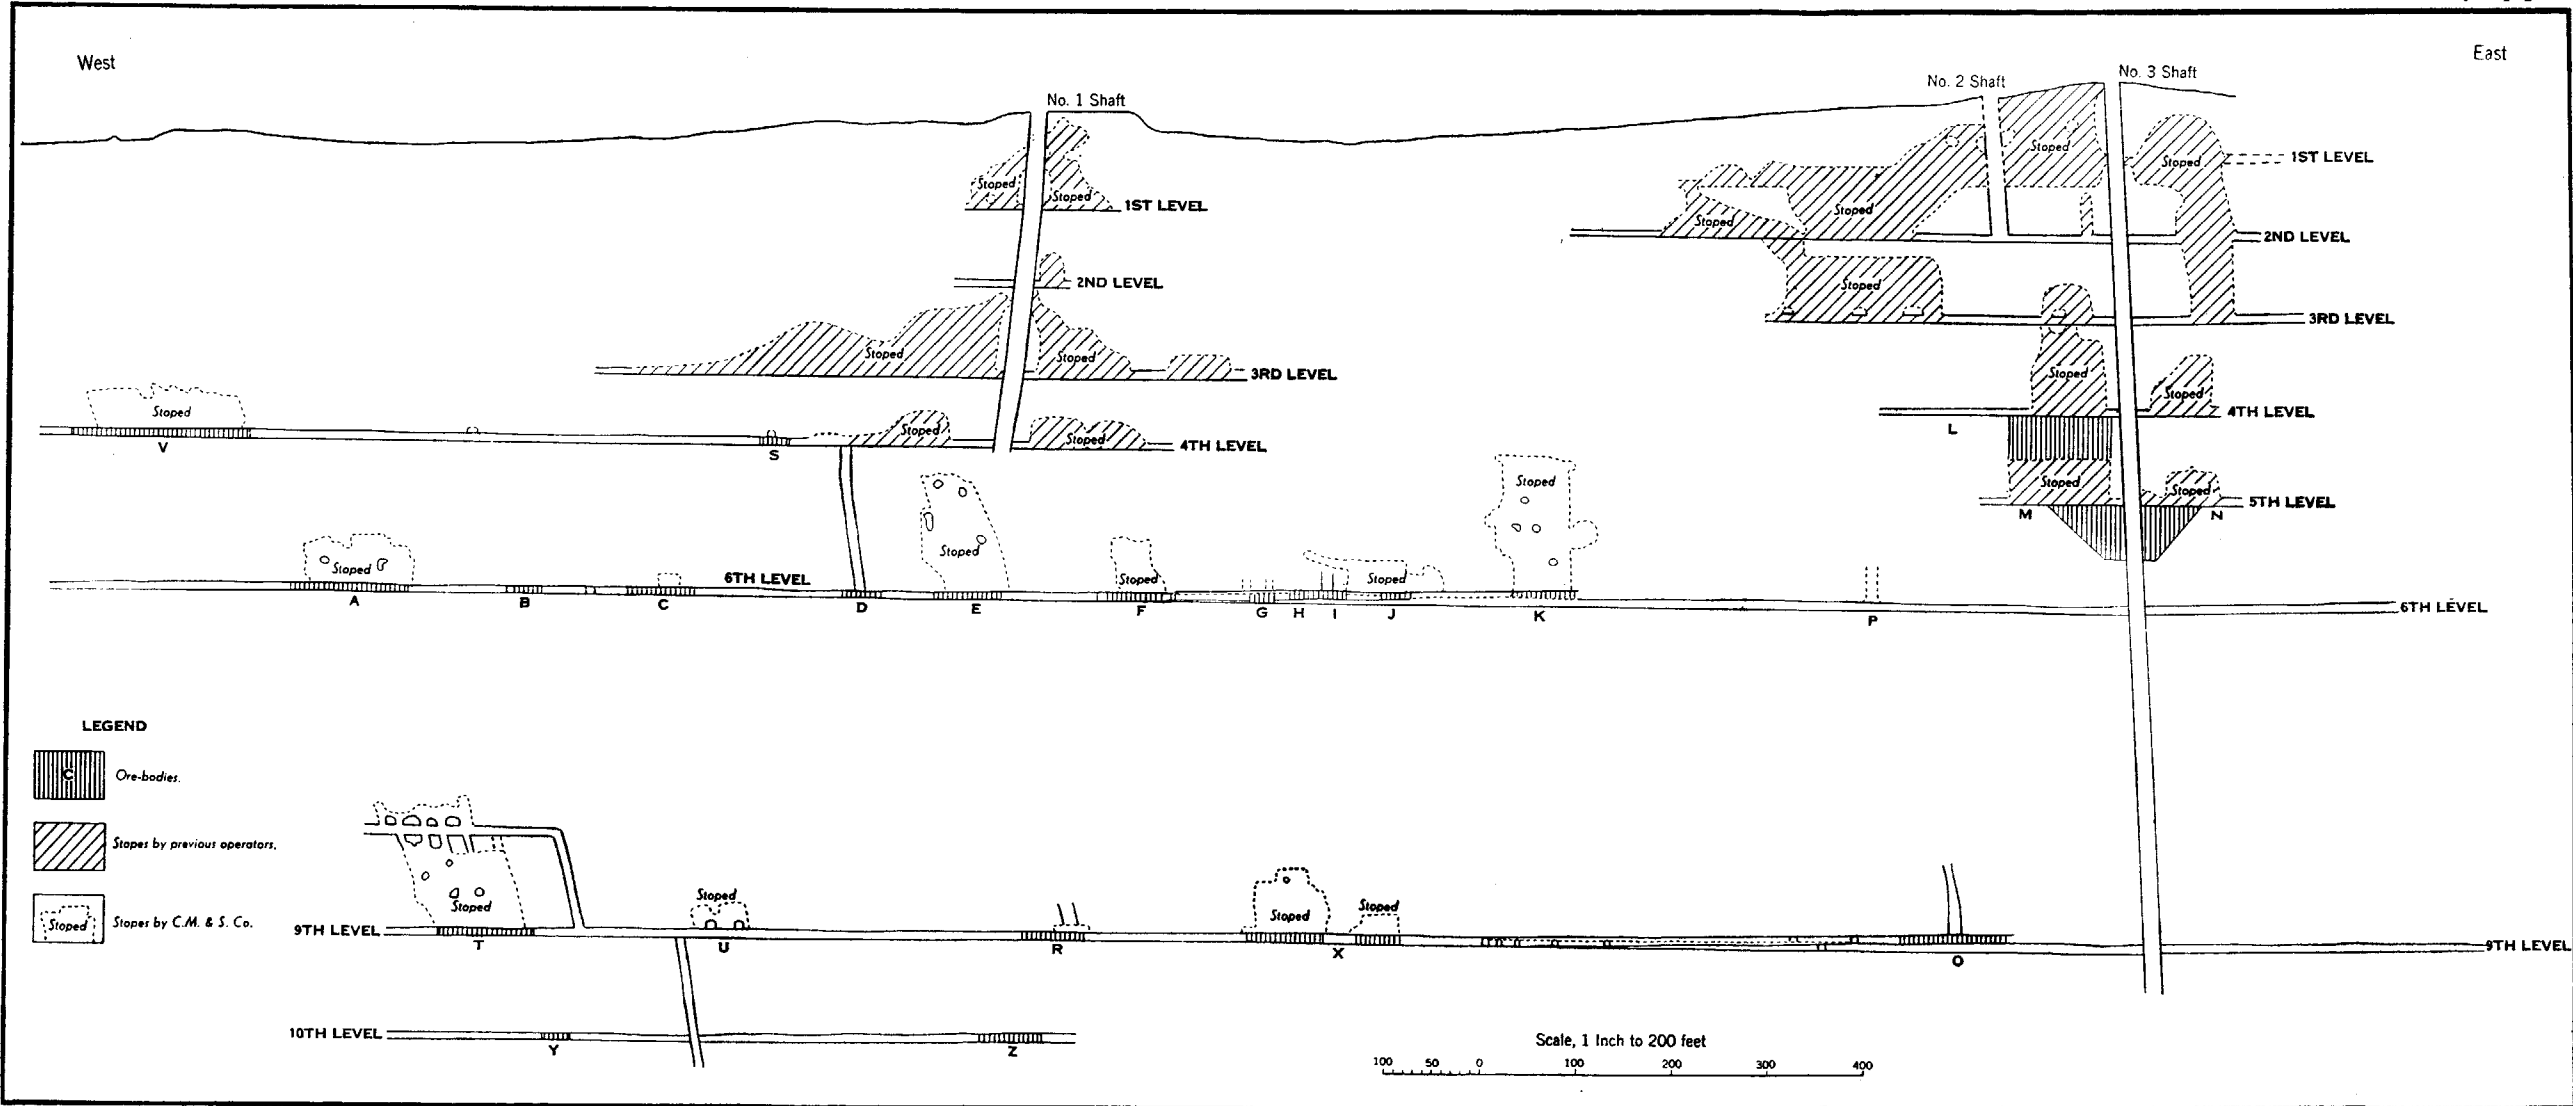 West
East
No. 1 Shaft
No. 2 Shaft
No. 3 Shaft
Stoped
Stoped
1ST LEVEL
Stoped
Stoped
1ST LEVEL
Stoped
Stoped
2ND LEVEL
2ND LEVEL
Stoped
3RD LEVEL
Stoped
Stoped
3RD LEVEL
Stoped
Stoped
4TH LEVEL
L
Stoped
V
S
Stoped
Stoped
4TH LEVEL
Stoped
Stoped
5TH LEVEL
M
N
Stoped
Stoped
Stoped
Stoped
Stoped
6TH LEVEL
A
B
C
D
E
F
G
H
I
J
K
P
6TH LEVEL
LEGEND
C
Ore-bodies.
Stopes by previous operators.
Stoped
Stopes by C.M. & S. Co.
Stoped
Stoped
Stoped
Stoped
9TH LEVEL
T
U
R
X
O
9TH LEVEL
10TH LEVEL
Y
Z
Scale, 1 Inch to 200 feet
100 50 0 100 200 300 400